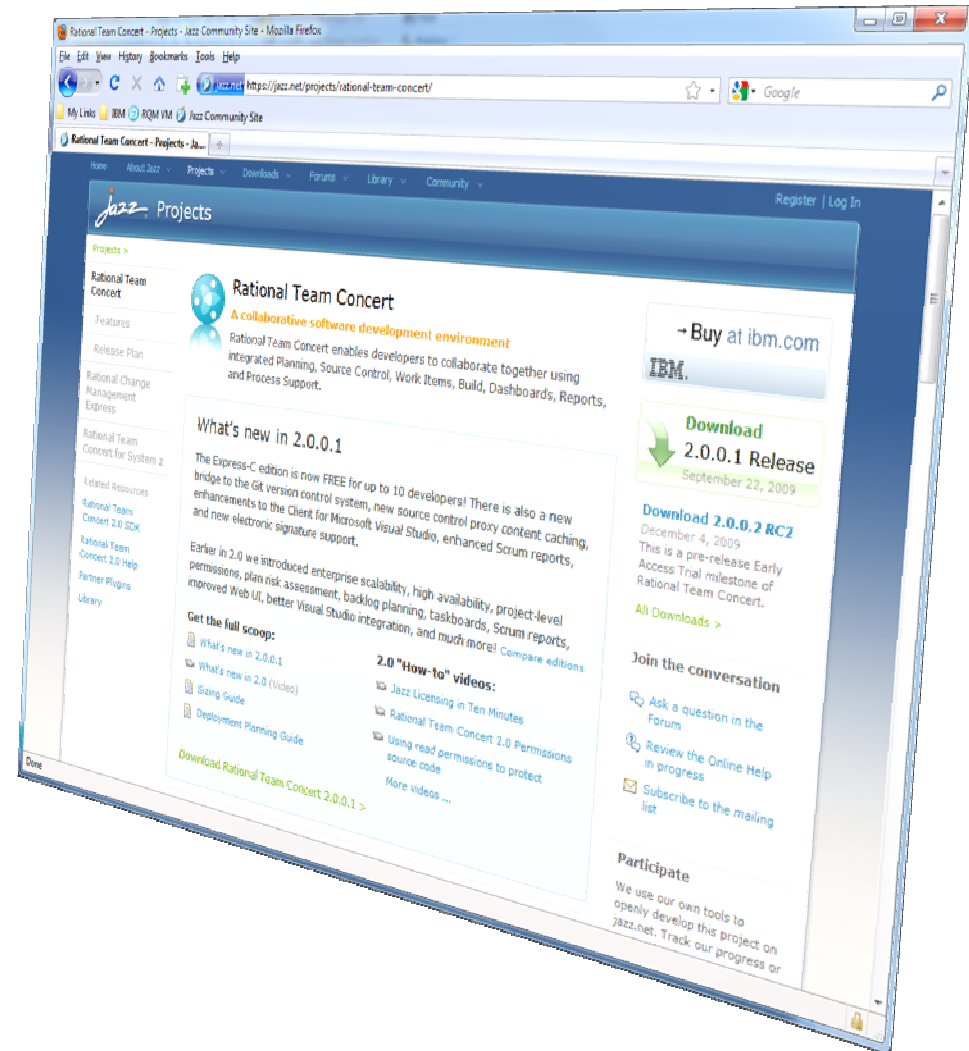 Rational Team Concert - Projects - Jazz Community Site - Mozilla Firefox
File Edit View History Bookmarks Tools Help
jazz.net https://jazz.net/projects/rational-team-concert/
Google
My Links IBM RQM VM Jazz Community Site
Rational Team Concert - Projects - Ja...
Home About Jazz Projects Downloads Forums Library Community
Register | Log In
jazz Projects
Projects >
Rational Team
Concert
Features
Release Plan
Rational Change
Management
Express
Rational Team
Concert for System z
Related Resources
Rational Team
Concert 2.0 SDK
Rational Team
Concert 2.0 Help
Partner Plugins
Library
Rational Team Concert
A collaborative software development environment
Rational Team Concert enables developers to collaborate together using
integrated Planning, Source Control, Work Items, Build, Dashboards, Reports,
and Process Support.
What's new in 2.0.0.1
The Express-C edition is now FREE for up to 10 developers! There is also a new
bridge to the Git version control system, new source control proxy content caching,
enhancements to the Client for Microsoft Visual Studio, enhanced Scrum reports,
and new electronic signature support.
Earlier in 2.0 we introduced enterprise scalability, high availability, project-level
permissions, plan risk assessment, backlog planning, taskboards, Scrum reports,
improved Web UI, better Visual Studio integration, and much more! Compare editions
Get the full scoop:
What's new in 2.0.0.1
What's new in 2.0 (Video)
Sizing Guide
Deployment Planning Guide
2.0 "How-to" videos:
Jazz Licensing in Ten Minutes
Rational Team Concert 2.0 Permissions
Using read permissions to protect
source code
More videos ...
Download Rational Team Concert 2.0.0.1 >
Buy at ibm.com
IBM.
Download
2.0.0.1 Release
September 22, 2009
Download 2.0.0.2 RC2
December 4, 2009
This is a pre-release Early
Access Trial milestone of
Rational Team Concert.
All Downloads >
Join the conversation
Ask a question in the
Forum
Review the Online Help
in progress
Subscribe to the mailing
list
Participate
We use our own tools to
openly develop this project on
jazz.net. Track our progress or
Done